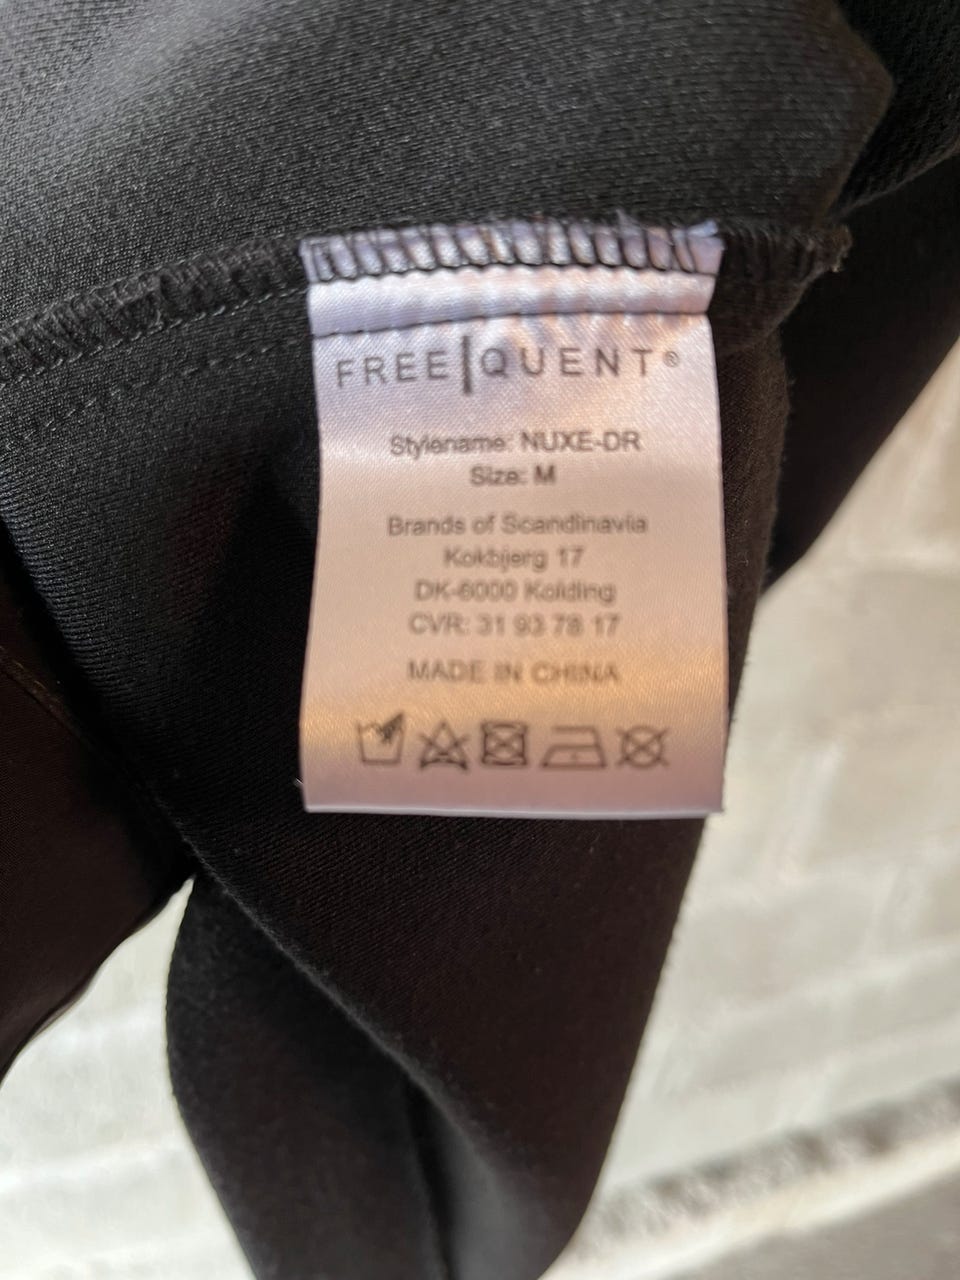 FREE|QUENT®
Stylename: NUXE-DR
Size: M
Brands of Scandinavia
Kokbjerg 17
DK-6000 Kolding
CVR: 31 93 78 17
MADE IN CHINA